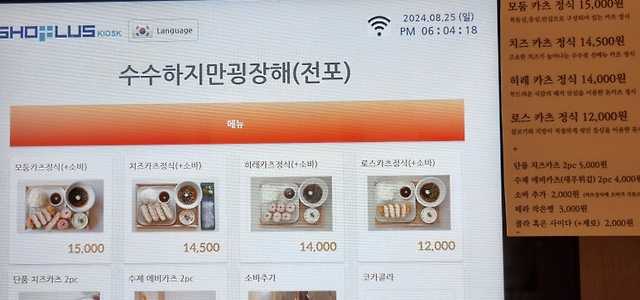 SHOPLUS KIOSK
Language
2024.08.25 (일)
PM 06:04:18
수수하지만굉장해(전포)
메뉴
모둠카츠정식(+소바)
15,000
치즈카츠정식(+소바)
14,500
히레카츠정식(+소바)
14,000
로스카츠정식(+소바)
12,000
단품 치즈카츠 2pc
수제 에비카츠 2pc
소바추가
코카콜라
모둠 카츠 정식 15,000원
치즈 카츠 정식 14,500원
히레 카츠 정식 14,000원
로스 카츠 정식 12,000원
단품 치즈카츠 2pc 5,000원
수제 에비카츠(새우튀김) 2pc 4,000원
소바 추가 2,000원
테라 작은병 3,000원
콜라 혹은 사이다 (+제로) 2,000원